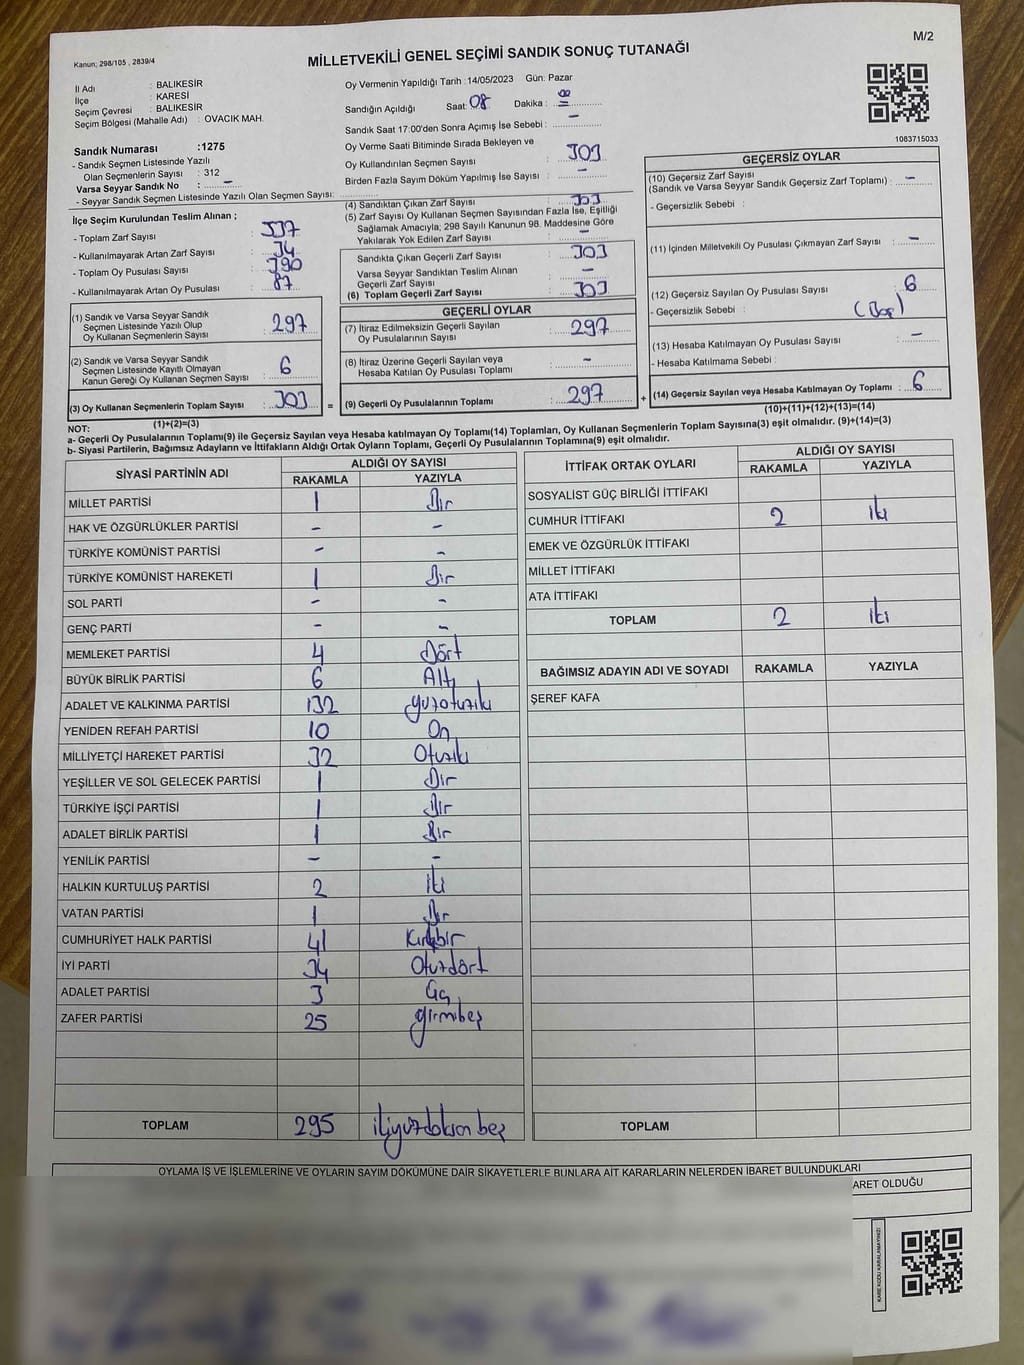 M/2
Kanun; 298/105 , 2839/4
MİLLETVEKİLİ GENEL SEÇİMİ SANDIK SONUÇ TUTANAĞI
İl Adı : BALIKESİR
İlçe : KARESİ
Seçim Çevresi : BALIKESİR
Seçim Bölgesi (Mahalle Adı) : OVACIK MAH.
Sandık Numarası :1275
- Sandık Seçmen Listesinde Yazılı
Olan Seçmenlerin Sayısı : 312
Varsa Seyyar Sandık No : -
- Seyyar Sandık Seçmen Listesinde Yazılı Olan Seçmen Sayısı:
Oy Vermenin Yapıldığı Tarih : 14/05/2023 Gün: Pazar
Sandığın Açıldığı Saat: 08 Dakika : 00
Sandık Saat 17:00'den Sonra Açımış İse Sebebi : -
Oy Verme Saati Bitiminde Sırada Bekleyen ve
Oy Kullandırılan Seçmen Sayısı : 303
Birden Fazla Sayım Döküm Yapılmış İse Sayısı : -
1083715033
İlçe Seçim Kurulundan Teslim Alınan ;
- Toplam Zarf Sayısı : 337
- Kullanılmayarak Artan Zarf Sayısı : 34
- Toplam Oy Pusulası Sayısı : 390
- Kullanılmayarak Artan Oy Pusulası : 87
(4) Sandıktan Çıkan Zarf Sayısı : 303
(5) Zarf Sayısı Oy Kullanan Seçmen Sayısından Fazla İse, Eşitliği
Sağlamak Amacıyla; 298 Sayılı Kanunun 98. Maddesine Göre
Yakılarak Yok Edilen Zarf Sayısı : -
Sandıkta Çıkan Geçerli Zarf Sayısı : 303
Varsa Seyyar Sandıktan Teslim Alınan
Geçerli Zarf Sayısı : -
(6) Toplam Geçerli Zarf Sayısı : 303
GEÇERSİZ OYLAR
(10) Geçersiz Zarf Sayısı
(Sandık ve Varsa Seyyar Sandık Geçersiz Zarf Toplamı) : -
- Geçersizlik Sebebi :
(11) İçinden Milletvekili Oy Pusulası Çıkmayan Zarf Sayısı : -
(12) Geçersiz Sayılan Oy Pusulası Sayısı : 6
- Geçersizlik Sebebi : (Boş)
(13) Hesaba Katılmayan Oy Pusulası Sayısı : -
- Hesaba Katılmama Sebebi :
(14) Geçersiz Sayılan veya Hesaba Katılmayan Oy Toplamı : 6
(10)+(11)+(12)+(13)=(14)
(1) Sandık ve Varsa Seyyar Sandık
Seçmen Listesinde Yazılı Olup
Oy Kullanan Seçmenlerin Sayısı : 297
(2) Sandık ve Varsa Seyyar Sandık
Seçmen Listesinde Kayıtlı Olmayan
Kanun Gereği Oy Kullanan Seçmen Sayısı : 6
(3) Oy Kullanan Seçmenlerin Toplam Sayısı : 303
(1)+(2)=(3)
GEÇERLİ OYLAR
(7) İtiraz Edilmeksizin Geçerli Sayılan
Oy Pusulalarının Sayısı : 297
(8) İtiraz Üzerine Geçerli Sayılan veya
Hesaba Katılan Oy Pusulası Toplamı : -
= (9) Geçerli Oy Pusulalarının Toplamı : 297 +
NOT:
a- Geçerli Oy Pusulalarının Toplamı(9) ile Geçersiz Sayılan veya Hesaba katılmayan Oy Toplamı(14) Toplamları, Oy Kullanan Seçmenlerin Toplam Sayısına(3) eşit olmalıdır. (9)+(14)=(3)
b- Siyasi Partilerin, Bağımsız Adayların ve İttifakların Aldığı Ortak Oyların Toplamı, Geçerli Oy Pusulalarının Toplamına(9) eşit olmalıdır.
SİYASİ PARTİNİN ADI ALDIĞI OY SAYISI
RAKAMLA YAZIYLA
MİLLET PARTİSİ 1 Bir
HAK VE ÖZGÜRLÜKLER PARTİSİ - -
TÜRKİYE KOMÜNİST PARTİSİ - -
TÜRKİYE KOMÜNİST HAREKETİ 1 Bir
SOL PARTİ - -
GENÇ PARTİ - -
MEMLEKET PARTİSİ 4 Dört
BÜYÜK BİRLİK PARTİSİ 6 Altı
ADALET VE KALKINMA PARTİSİ 132 yüzotuziki
YENİDEN REFAH PARTİSİ 10 On
MİLLİYETÇİ HAREKET PARTİSİ 32 Otuziki
YEŞİLLER VE SOL GELECEK PARTİSİ 1 Bir
TÜRKİYE İŞÇİ PARTİSİ 1 Bir
ADALET BİRLİK PARTİSİ 1 Bir
YENİLİK PARTİSİ - -
HALKIN KURTULUŞ PARTİSİ 2 iki
VATAN PARTİSİ 1 Bir
CUMHURİYET HALK PARTİSİ 41 Kırkbir
İYİ PARTİ 34 Otuzdört
ADALET PARTİSİ 3 Üç
ZAFER PARTİSİ 25 yirmibeş
TOPLAM 295 ikiyüzdoksan beş
İTTİFAK ORTAK OYLARI ALDIĞI OY SAYISI
RAKAMLA YAZIYLA
SOSYALİST GÜÇ BİRLİĞİ İTTİFAKI
CUMHUR İTTİFAKI 2 iki
EMEK VE ÖZGÜRLÜK İTTİFAKI
MİLLET İTTİFAKI
ATA İTTİFAKI
TOPLAM 2 iki
BAĞIMSIZ ADAYIN ADI VE SOYADI RAKAMLA YAZIYLA
ŞEREF KAFA
TOPLAM
OYLAMA İŞ VE İŞLEMLERİNE VE OYLARIN SAYIM DÖKÜMÜNE DAİR ŞİKAYETLERLE BUNLARA AİT KARARLARIN NELERDEN İBARET BULUNDUKLARI
ARET OLDUĞU
KARE KODU KARALAMAYINIZ!